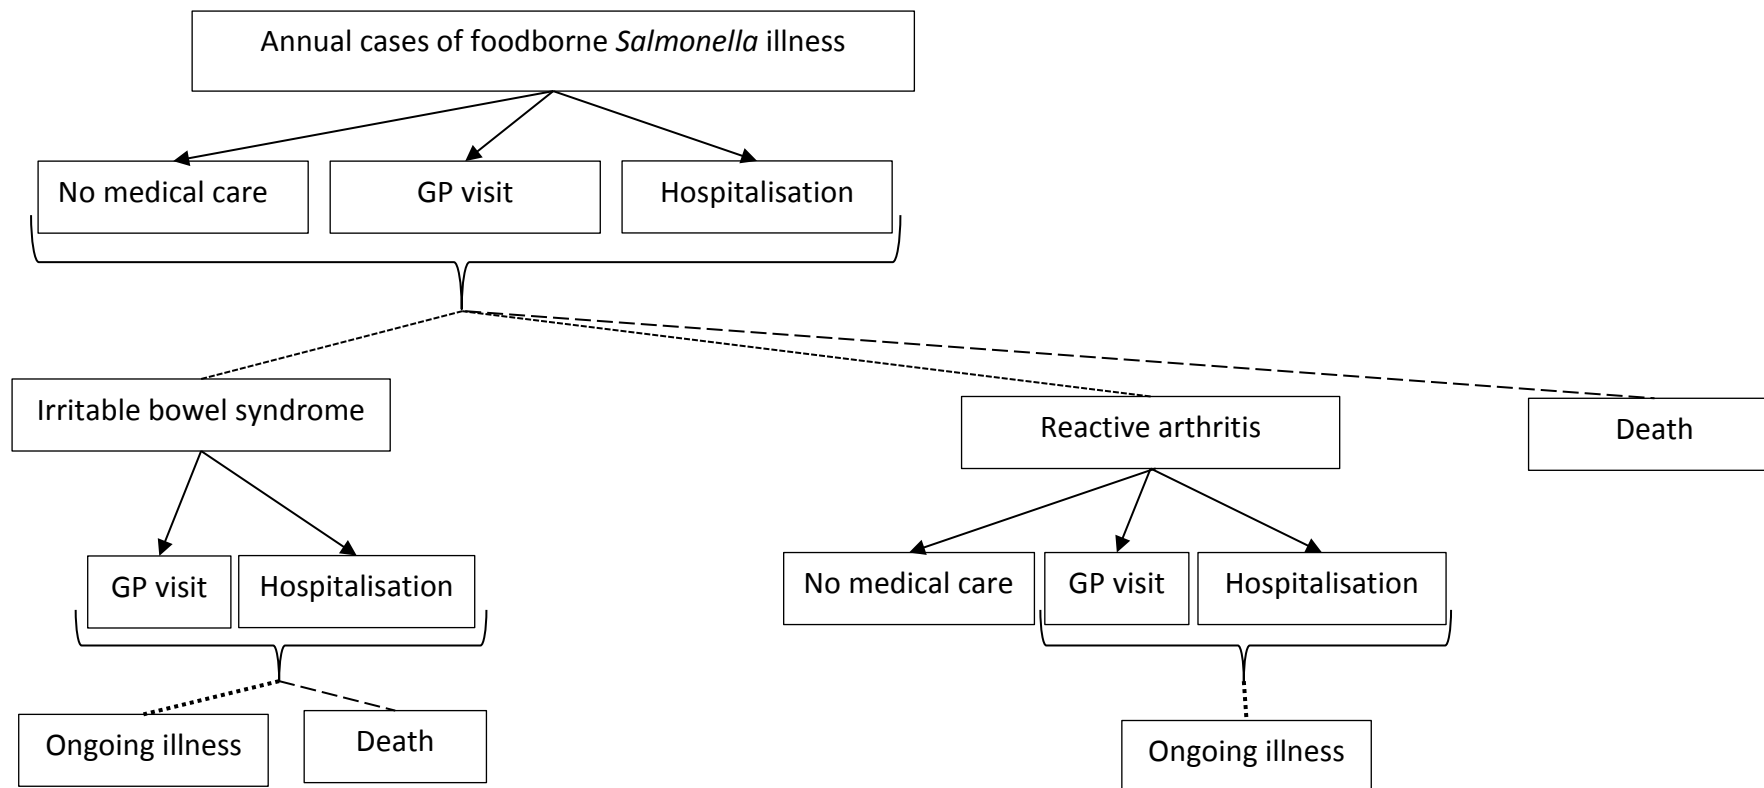 Annual cases of foodborne Salmonella illness
No medical care
GP visit
Hospitalisation
Irritable bowel syndrome
Reactive arthritis
Death
GP visit
Hospitalisation
No medical care
GP visit
Hospitalisation
Ongoing illness
Death
Ongoing illness